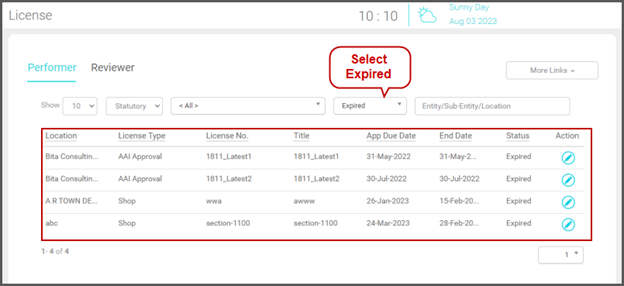 License 10 : 10 Sunny Day
Aug 03 2023
Select
Expired
Performer Reviewer More Links
Show 10 Statutory < All > Expired Entity/Sub-Entity/Location
Location License Type License No. Title App Due Date End Date Status Action
Bita Consultin... AAI Approval 1811_Latest1 1811_Latest1 31-May-2022 31-May-2... Expired
Bita Consultin... AAI Approval 1811_Latest2 1811_Latest2 30-Jul-2022 30-Jul-2022 Expired
A R TOWN DE... Shop wwa awww 26-Jan-2023 15-Feb-20... Expired
abc Shop section-1100 section-1100 24-Mar-2023 28-Feb-20... Expired
1- 4 of 4 1